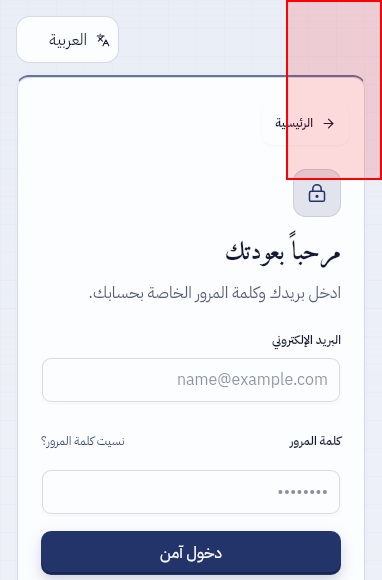 العربية
الرئيسية
مرحباً بعودتك
ادخل بريدك وكلمة المرور الخاصة بحسابك.
البريد الإلكتروني
name@example.com
كلمة المرور
نسيت كلمة المرور؟
••••••••
دخول آمن